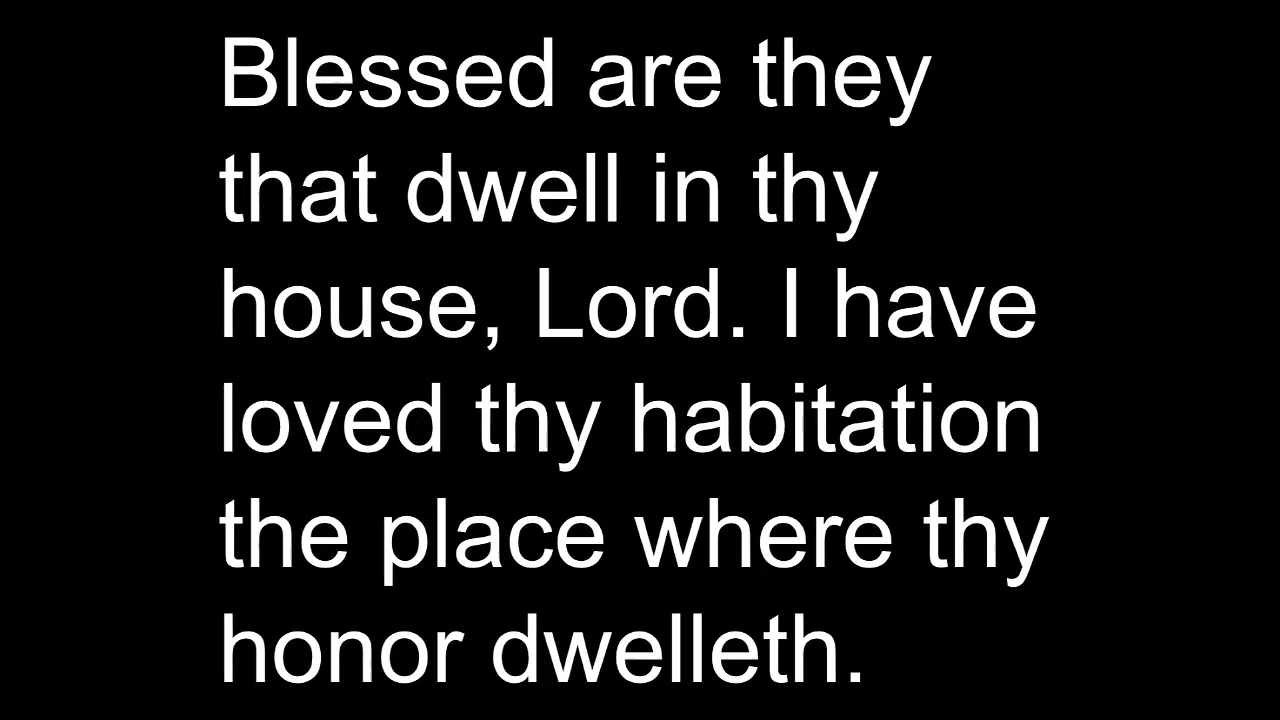 Blessed are they
that dwell in thy
house, Lord. I have
loved thy habitation
the place where thy
honor dwelleth.